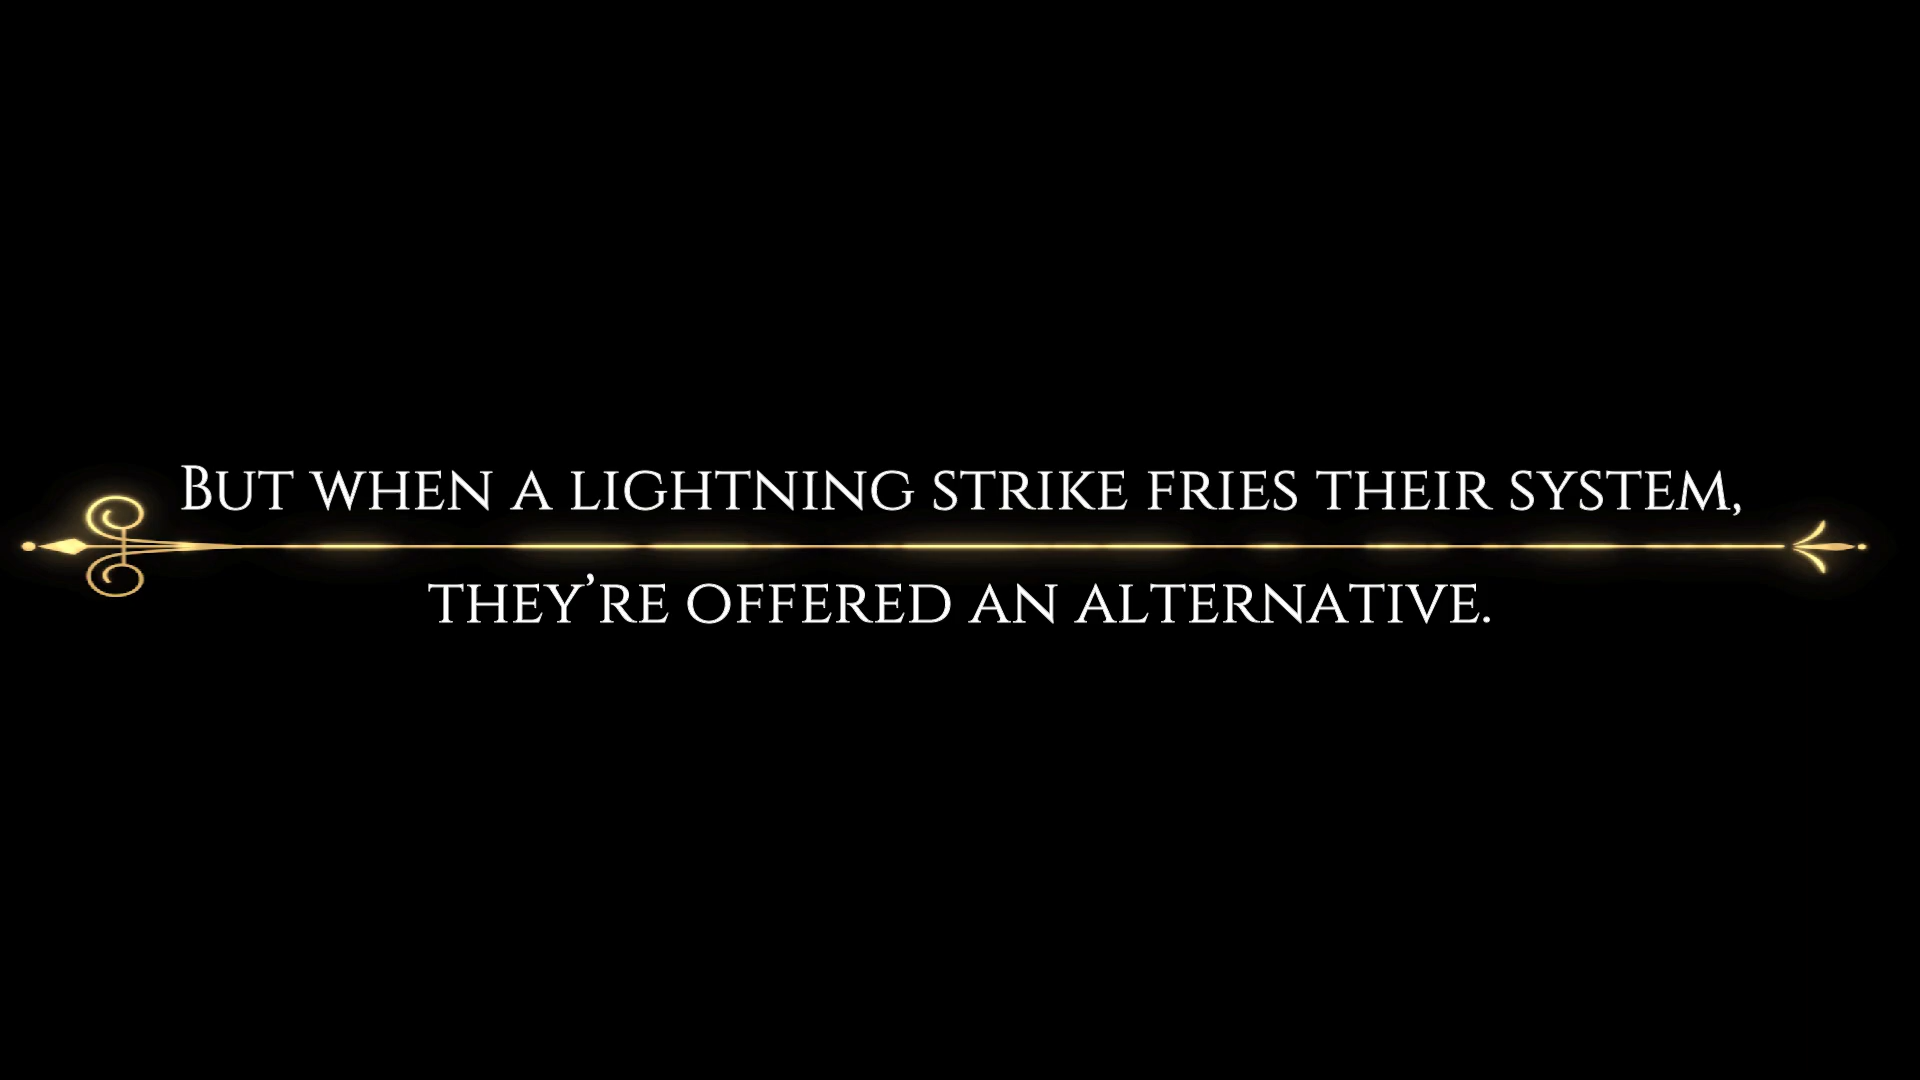 But when a lightning strike fries their system,
they’re offered an alternative.